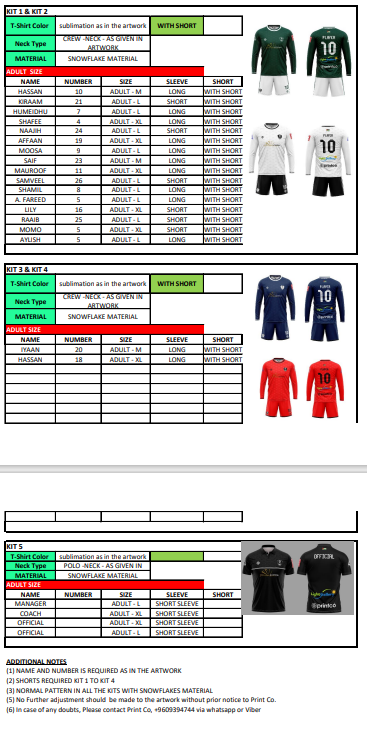 KIT 1 & KIT 2
T-Shirt Color sublimation as in the artwork WITH SHORT
Neck Type CREW -NECK - AS GIVEN IN ARTWORK
MATERIAL SNOWFLAKE MATERIAL
ADULT SIZE
NAME NUMBER SIZE SLEEVE SHORT
HASSAN 10 ADULT - M LONG WITH SHORT
KIRAAM 21 ADULT - L SHORT WITH SHORT
HUMEIDHU 7 ADULT - L LONG WITH SHORT
SHAFEE 4 ADULT - XL LONG WITH SHORT
NAAJIH 24 ADULT - L SHORT WITH SHORT
AFFAAN 19 ADULT - XL LONG WITH SHORT
MOOSA 9 ADULT - L LONG WITH SHORT
SAIF 23 ADULT - M LONG WITH SHORT
MAUROOF 11 ADULT - XL LONG WITH SHORT
SAMVEEL 26 ADULT - L SHORT WITH SHORT
SHAMIL 8 ADULT - L LONG WITH SHORT
A. FAREED 5 ADULT - L LONG WITH SHORT
LILY 16 ADULT - XL SHORT WITH SHORT
RAAIB 25 ADULT - L SHORT WITH SHORT
MOMO 5 ADULT - XL SHORT WITH SHORT
AYUSH 5 ADULT - L LONG WITH SHORT
PLAYER
10
PLAYER
10
KIT 3 & KIT 4
T-Shirt Color sublimation as in the artwork WITH SHORT
Neck Type CREW -NECK - AS GIVEN IN ARTWORK
MATERIAL SNOWFLAKE MATERIAL
ADULT SIZE
NAME NUMBER SIZE SLEEVE SHORT
IYAAN 20 ADULT - M LONG WITH SHORT
HASSAN 18 ADULT - XL LONG WITH SHORT
PLAYER
10
10
KIT 5
T-Shirt Color sublimation as in the artwork
Neck Type POLO -NECK - AS GIVEN IN
MATERIAL SNOWFLAKE MATERIAL
ADULT SIZE
NAME NUMBER SIZE SLEEVE SHORT
MANAGER ADULT - L SHORT SLEEVE
COACH ADULT - XL SHORT SLEEVE
OFFICIAL ADULT - XL SHORT SLEEVE
OFFICIAL ADULT - L SHORT SLEEVE
OFFICIAL
printco
ADDITIONAL NOTES
(1) NAME AND NUMBER IS REQUIRED AS IN THE ARTWORK
(2) SHORTS REQUIRED KIT 1 TO KIT 4
(3) NORMAL PATTERN IN ALL THE KITS WITH SNOWFLAKES MATERIAL
(5) No Further adjustment should be made to the artwork without prior notice to Print Co.
(6) In case of any doubts, Please contact Print Co, +9609394744 via whatsapp or Viber